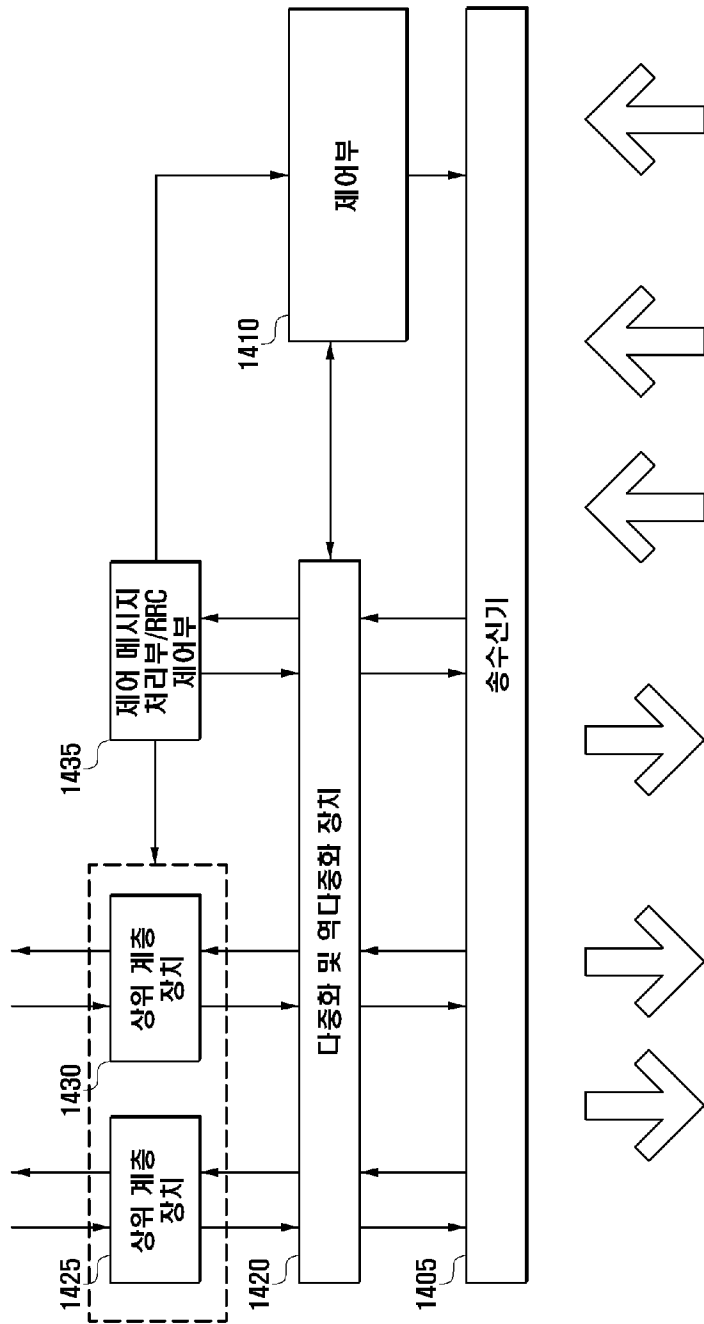 1425
상위 계층
장치
1430
상위 계층
장치
1435
제어 메시지
처리부/RRC
제어부
1420
다중화 및 역다중화 장치
1410
제어부
1405
송수신기